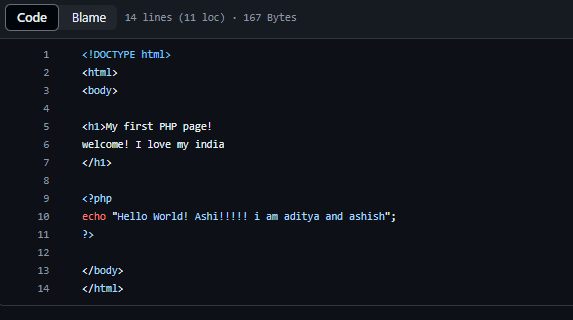 Code Blame 14 lines (11 loc) · 167 Bytes
1 <!DOCTYPE html>
2 <html>
3 <body>
4
5 <h1>My first PHP page!
6 welcome! I love my india
7 </h1>
8
9 <?php
10 echo "Hello World! Ashi!!!!! i am aditya and ashish";
11 ?>
12
13 </body>
14 </html>